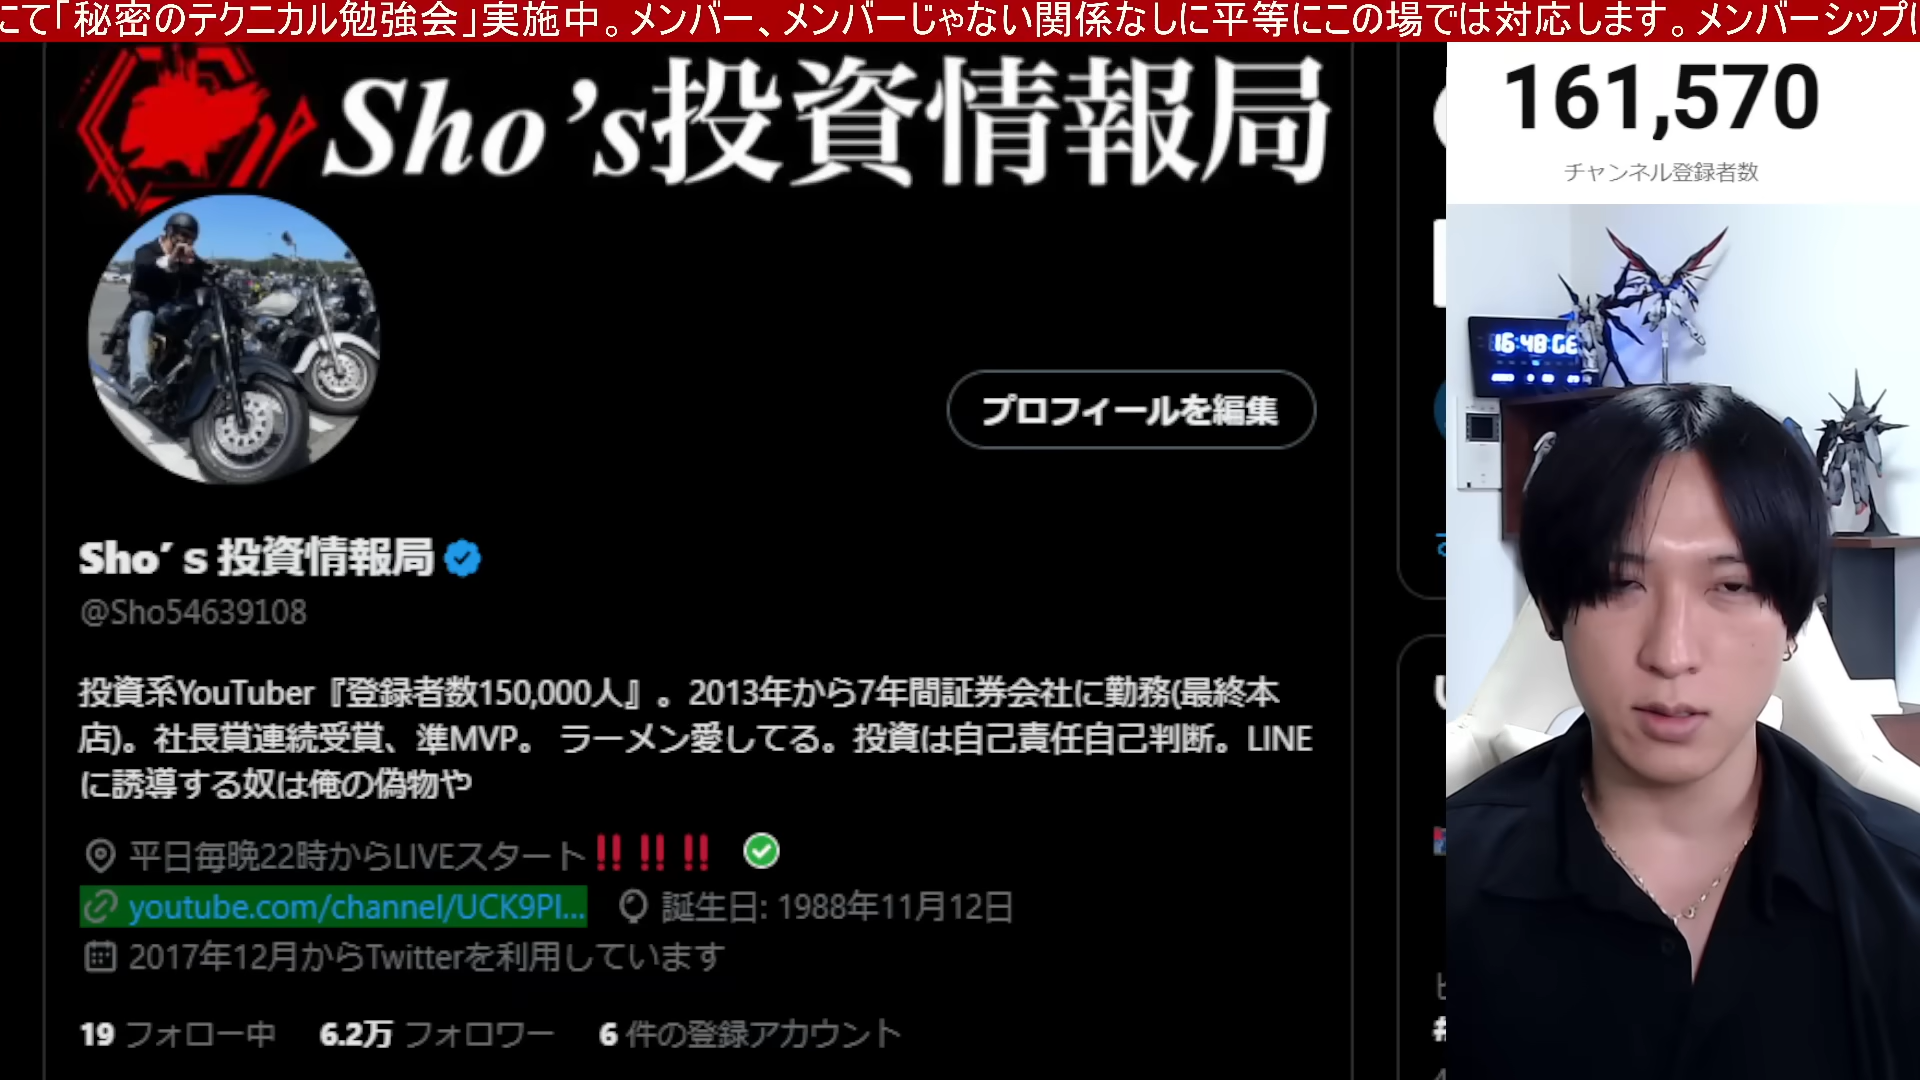 にて「秘密のテクニカル勉強会」実施中。メンバー、メンバーじゃない関係なしに平等にこの場では対応します。メンバーシップ
Sho's投資情報局
161,570
チャンネル登録者数
16:48
プロフィールを編集
Sho′s 投資情報局
@Sho54639108
投資系YouTuber『登録者数150,000人』。2013年から7年間証券会社に勤務(最終本
店)。社長賞連続受賞、準MVP。 ラーメン愛してる。投資は自己責任自己判断。LINE
に誘導する奴は俺の偽物や
平日毎晩22時からLIVEスタート‼️‼️‼️ ✅
youtube.com/channel/UCK9PI... 誕生日: 1988年11月12日
2017年12月からTwitterを利用しています
19 フォロー中 6.2万 フォロワー 6 件の登録アカウント